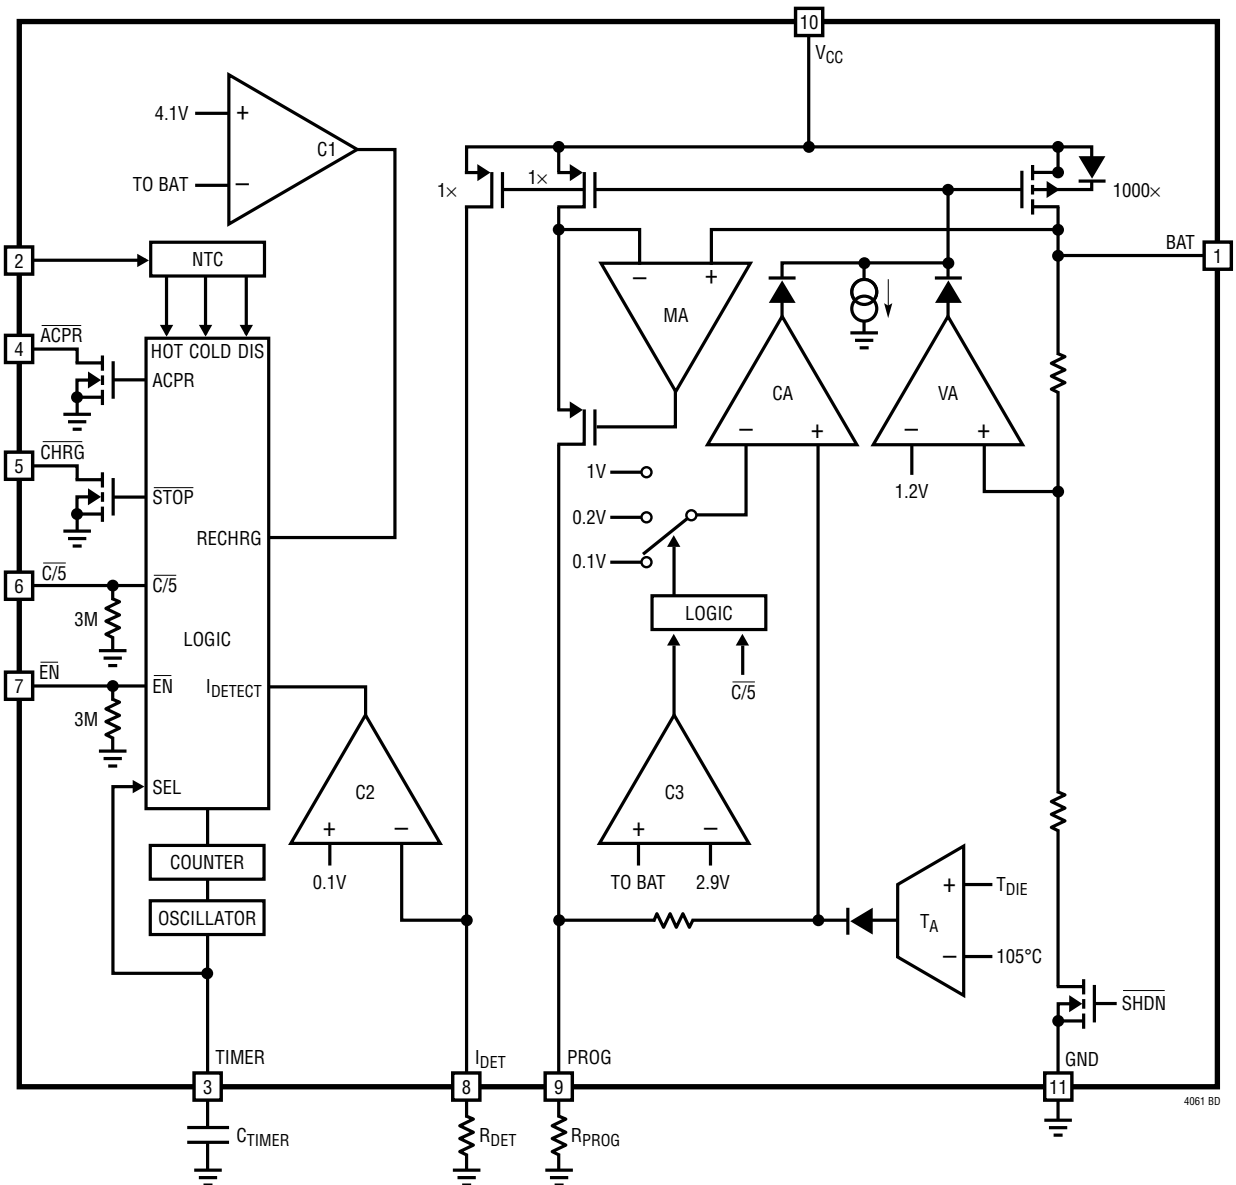 10
VCC
4.1V
+
C1
TO BAT
−
1×
1×
1000×
BAT
1
2
NTC
ACPR
4
HOT COLD DIS
ACPR
−
+
MA
CA
VA
−
+
−
+
CHRG
5
STOP
1V
1.2V
RECHRG
0.2V
0.1V
C/5
6
C/5
3M
LOGIC
LOGIC
EN
7
EN
IDETECT
C/5
3M
SEL
C2
+
−
0.1V
C3
+
−
TO BAT
2.9V
COUNTER
OSCILLATOR
+
TDIE
TA
−
105°C
SHDN
TIMER
IDET
PROG
GND
3
8
9
11
4061 BD
CTIMER
RDET
RPROG